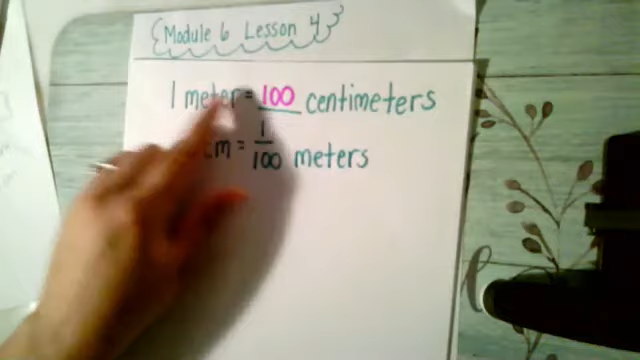 Module 6 Lesson 4
1 meter = 100 centimeters
cm = 1/100 meters